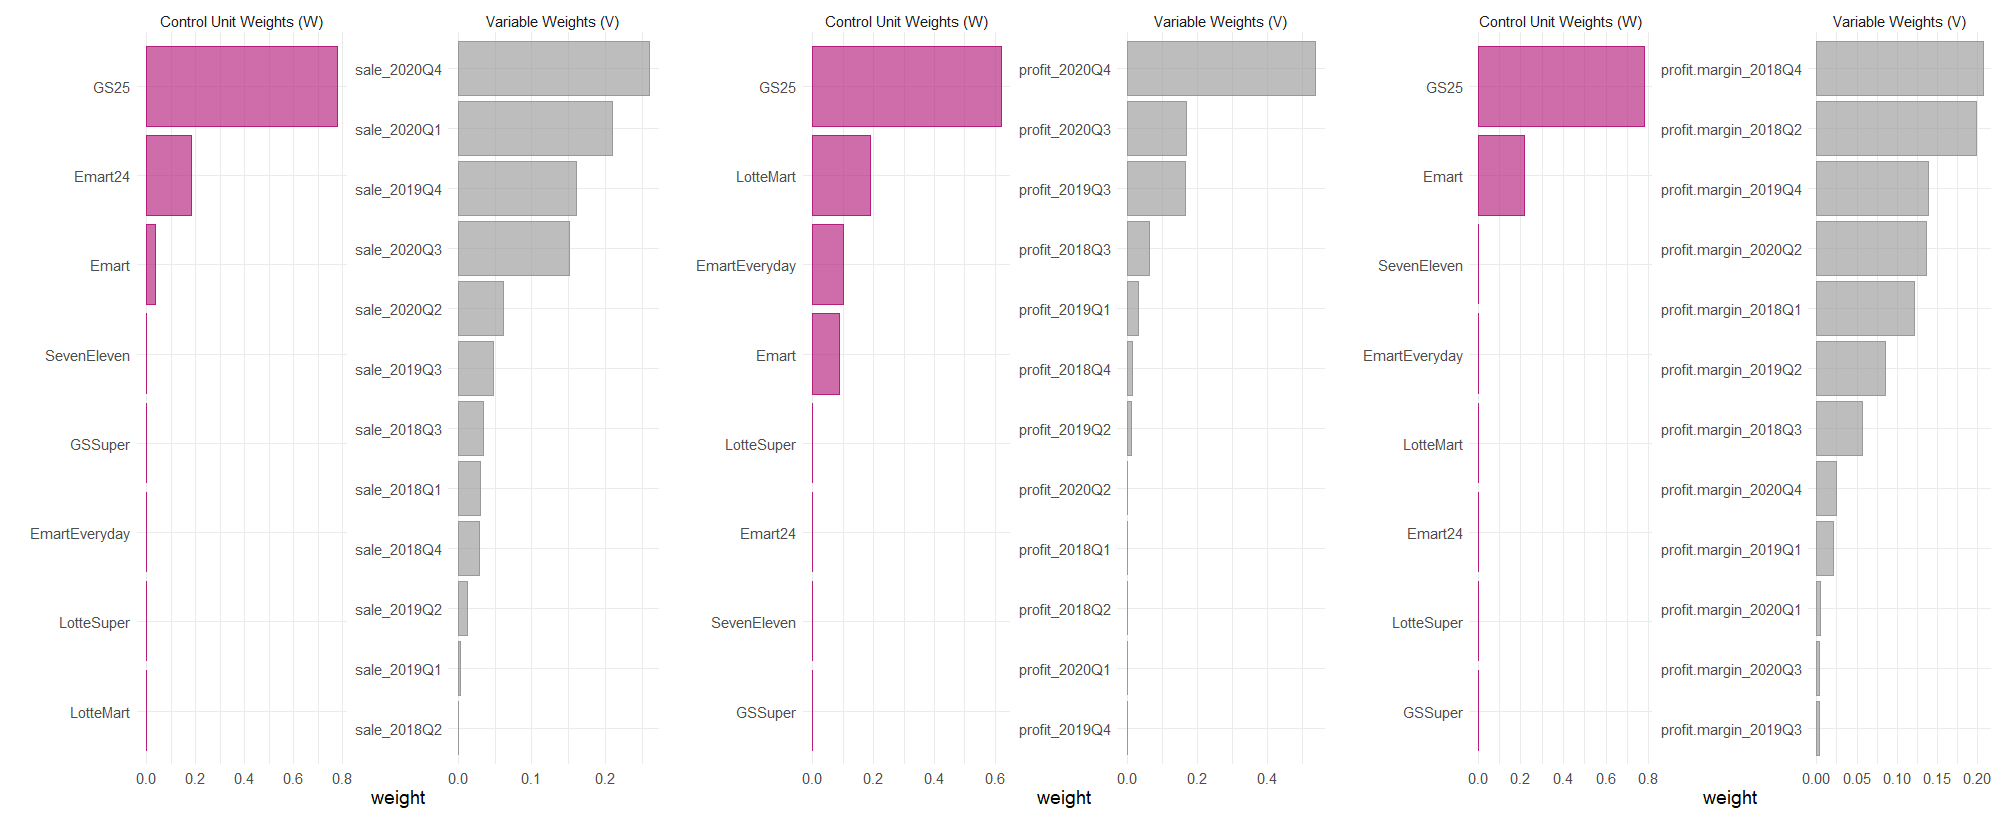 Control Unit Weights (W)
GS25
Emart24
Emart
SevenEleven
GSSuper
EmartEveryday
LotteSuper
LotteMart
0.0 0.2 0.4 0.6 0.8
Variable Weights (V)
sale_2020Q4
sale_2020Q1
sale_2019Q4
sale_2020Q3
sale_2020Q2
sale_2019Q3
sale_2018Q3
sale_2018Q1
sale_2018Q4
sale_2019Q2
sale_2019Q1
sale_2018Q2
0.0 0.1 0.2
weight
Control Unit Weights (W)
GS25
LotteMart
EmartEveryday
Emart
LotteSuper
Emart24
SevenEleven
GSSuper
0.0 0.2 0.4 0.6
Variable Weights (V)
profit_2020Q4
profit_2020Q3
profit_2019Q3
profit_2018Q3
profit_2019Q1
profit_2018Q4
profit_2019Q2
profit_2020Q2
profit_2018Q1
profit_2018Q2
profit_2020Q1
profit_2019Q4
0.0 0.2 0.4
weight
Control Unit Weights (W)
GS25
Emart
SevenEleven
EmartEveryday
LotteMart
Emart24
LotteSuper
GSSuper
0.0 0.2 0.4 0.6 0.8
Variable Weights (V)
profit.margin_2018Q4
profit.margin_2018Q2
profit.margin_2019Q4
profit.margin_2020Q2
profit.margin_2018Q1
profit.margin_2019Q2
profit.margin_2018Q3
profit.margin_2020Q4
profit.margin_2019Q1
profit.margin_2020Q1
profit.margin_2020Q3
profit.margin_2019Q3
0.00 0.05 0.10 0.15 0.20
weight